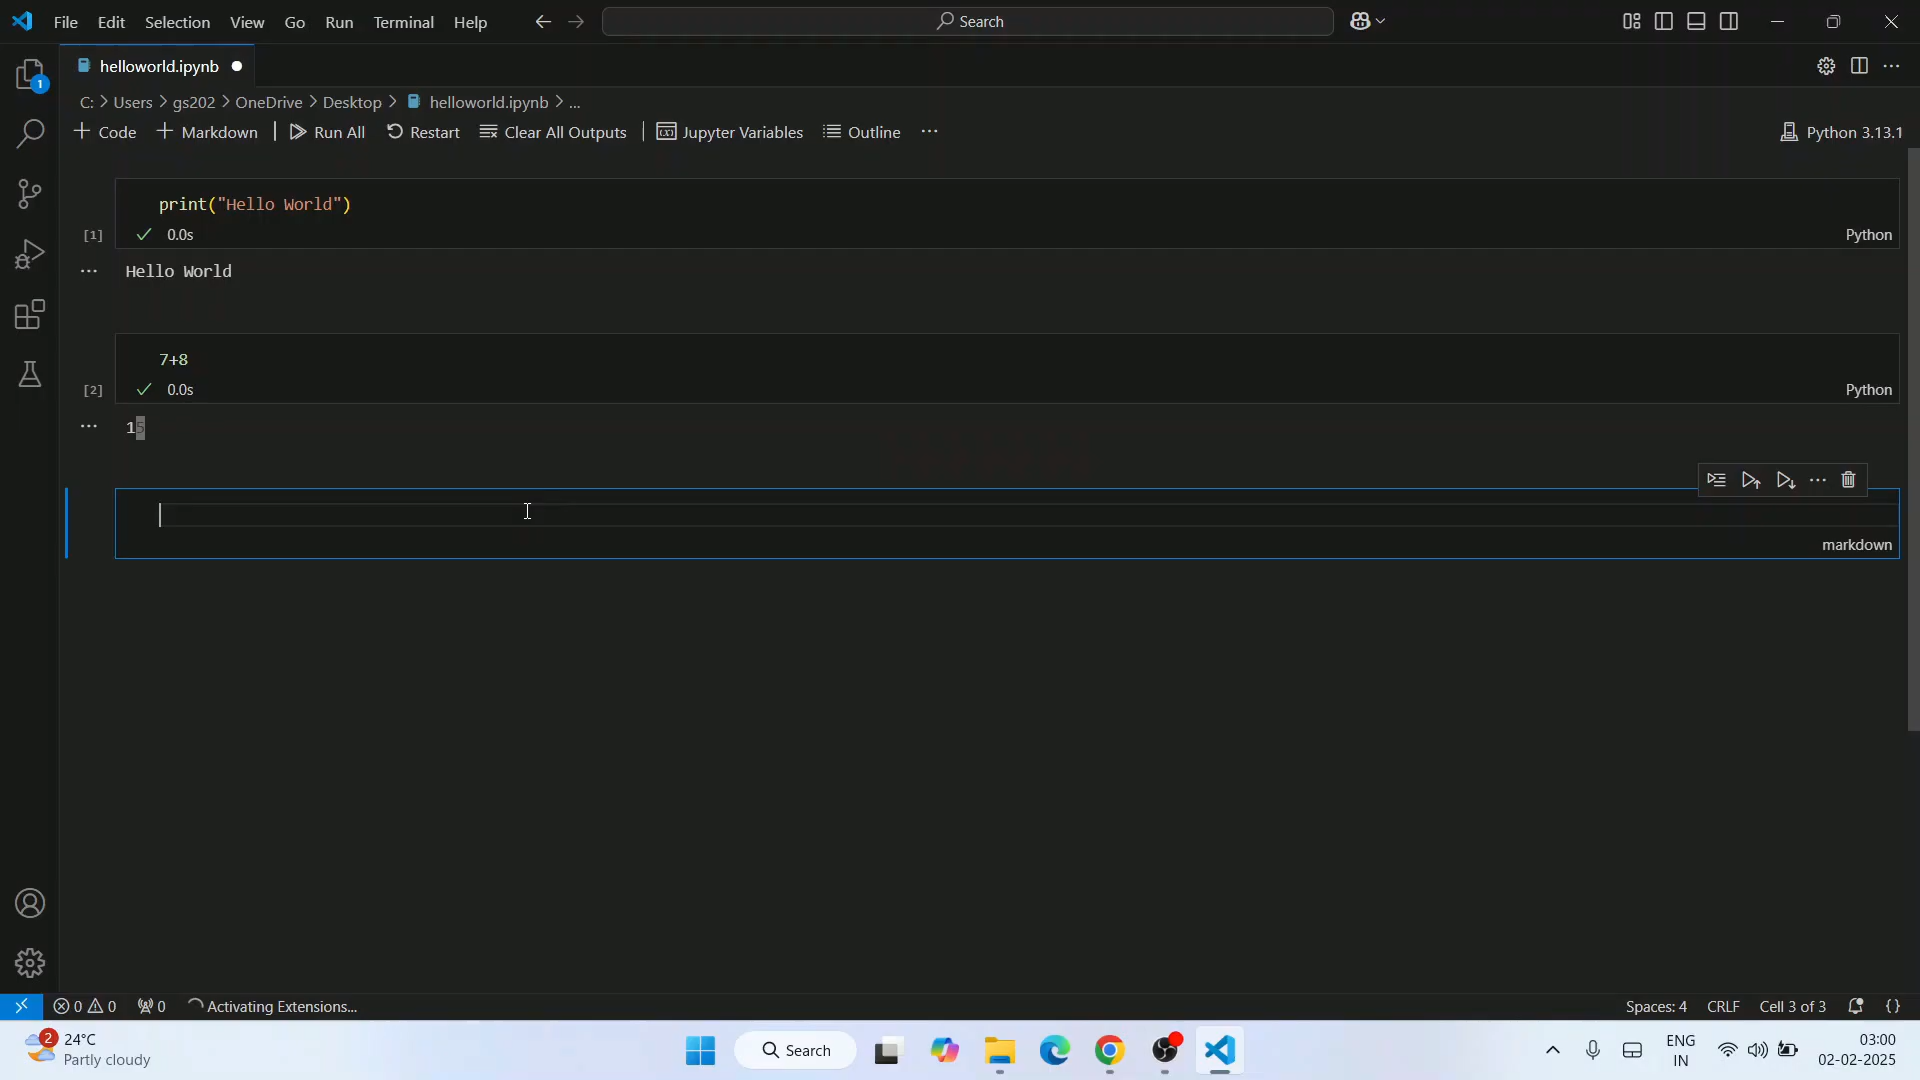 File Edit Selection View Go Run Terminal Help Search
helloworld.ipynb
1
C: > Users > gs202 > OneDrive > Desktop > helloworld.ipynb > ...
+ Code + Markdown | Run All Restart Clear All Outputs | Jupyter Variables Outline ... Python 3.13.1
print("Hello World")
[1] ✓ 0.0s Python
... Hello World
7+8
[2] ✓ 0.0s Python
... 15
markdown
0 0 0 Activating Extensions... Spaces: 4 CRLF Cell 3 of 3 {}
2 24°C Search ENG 03:00
Partly cloudy IN 02-02-2025